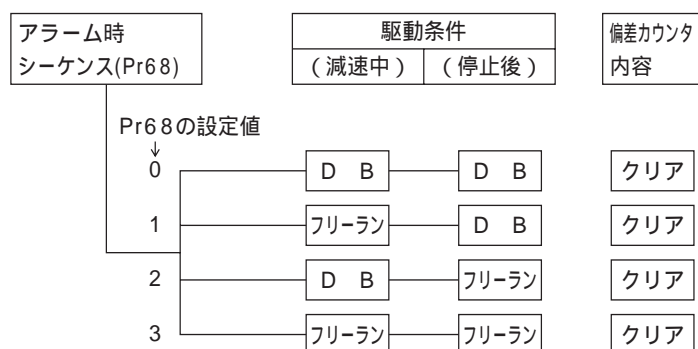 アラーム時
シーケンス(Pr68)
駆動条件
（減速中）（停止後）
偏差カウンタ
内容
Pr68の設定値
↓
0 D B D B クリア
1 フリーラン D B クリア
2 D B フリーラン クリア
3 フリーラン フリーラン クリア